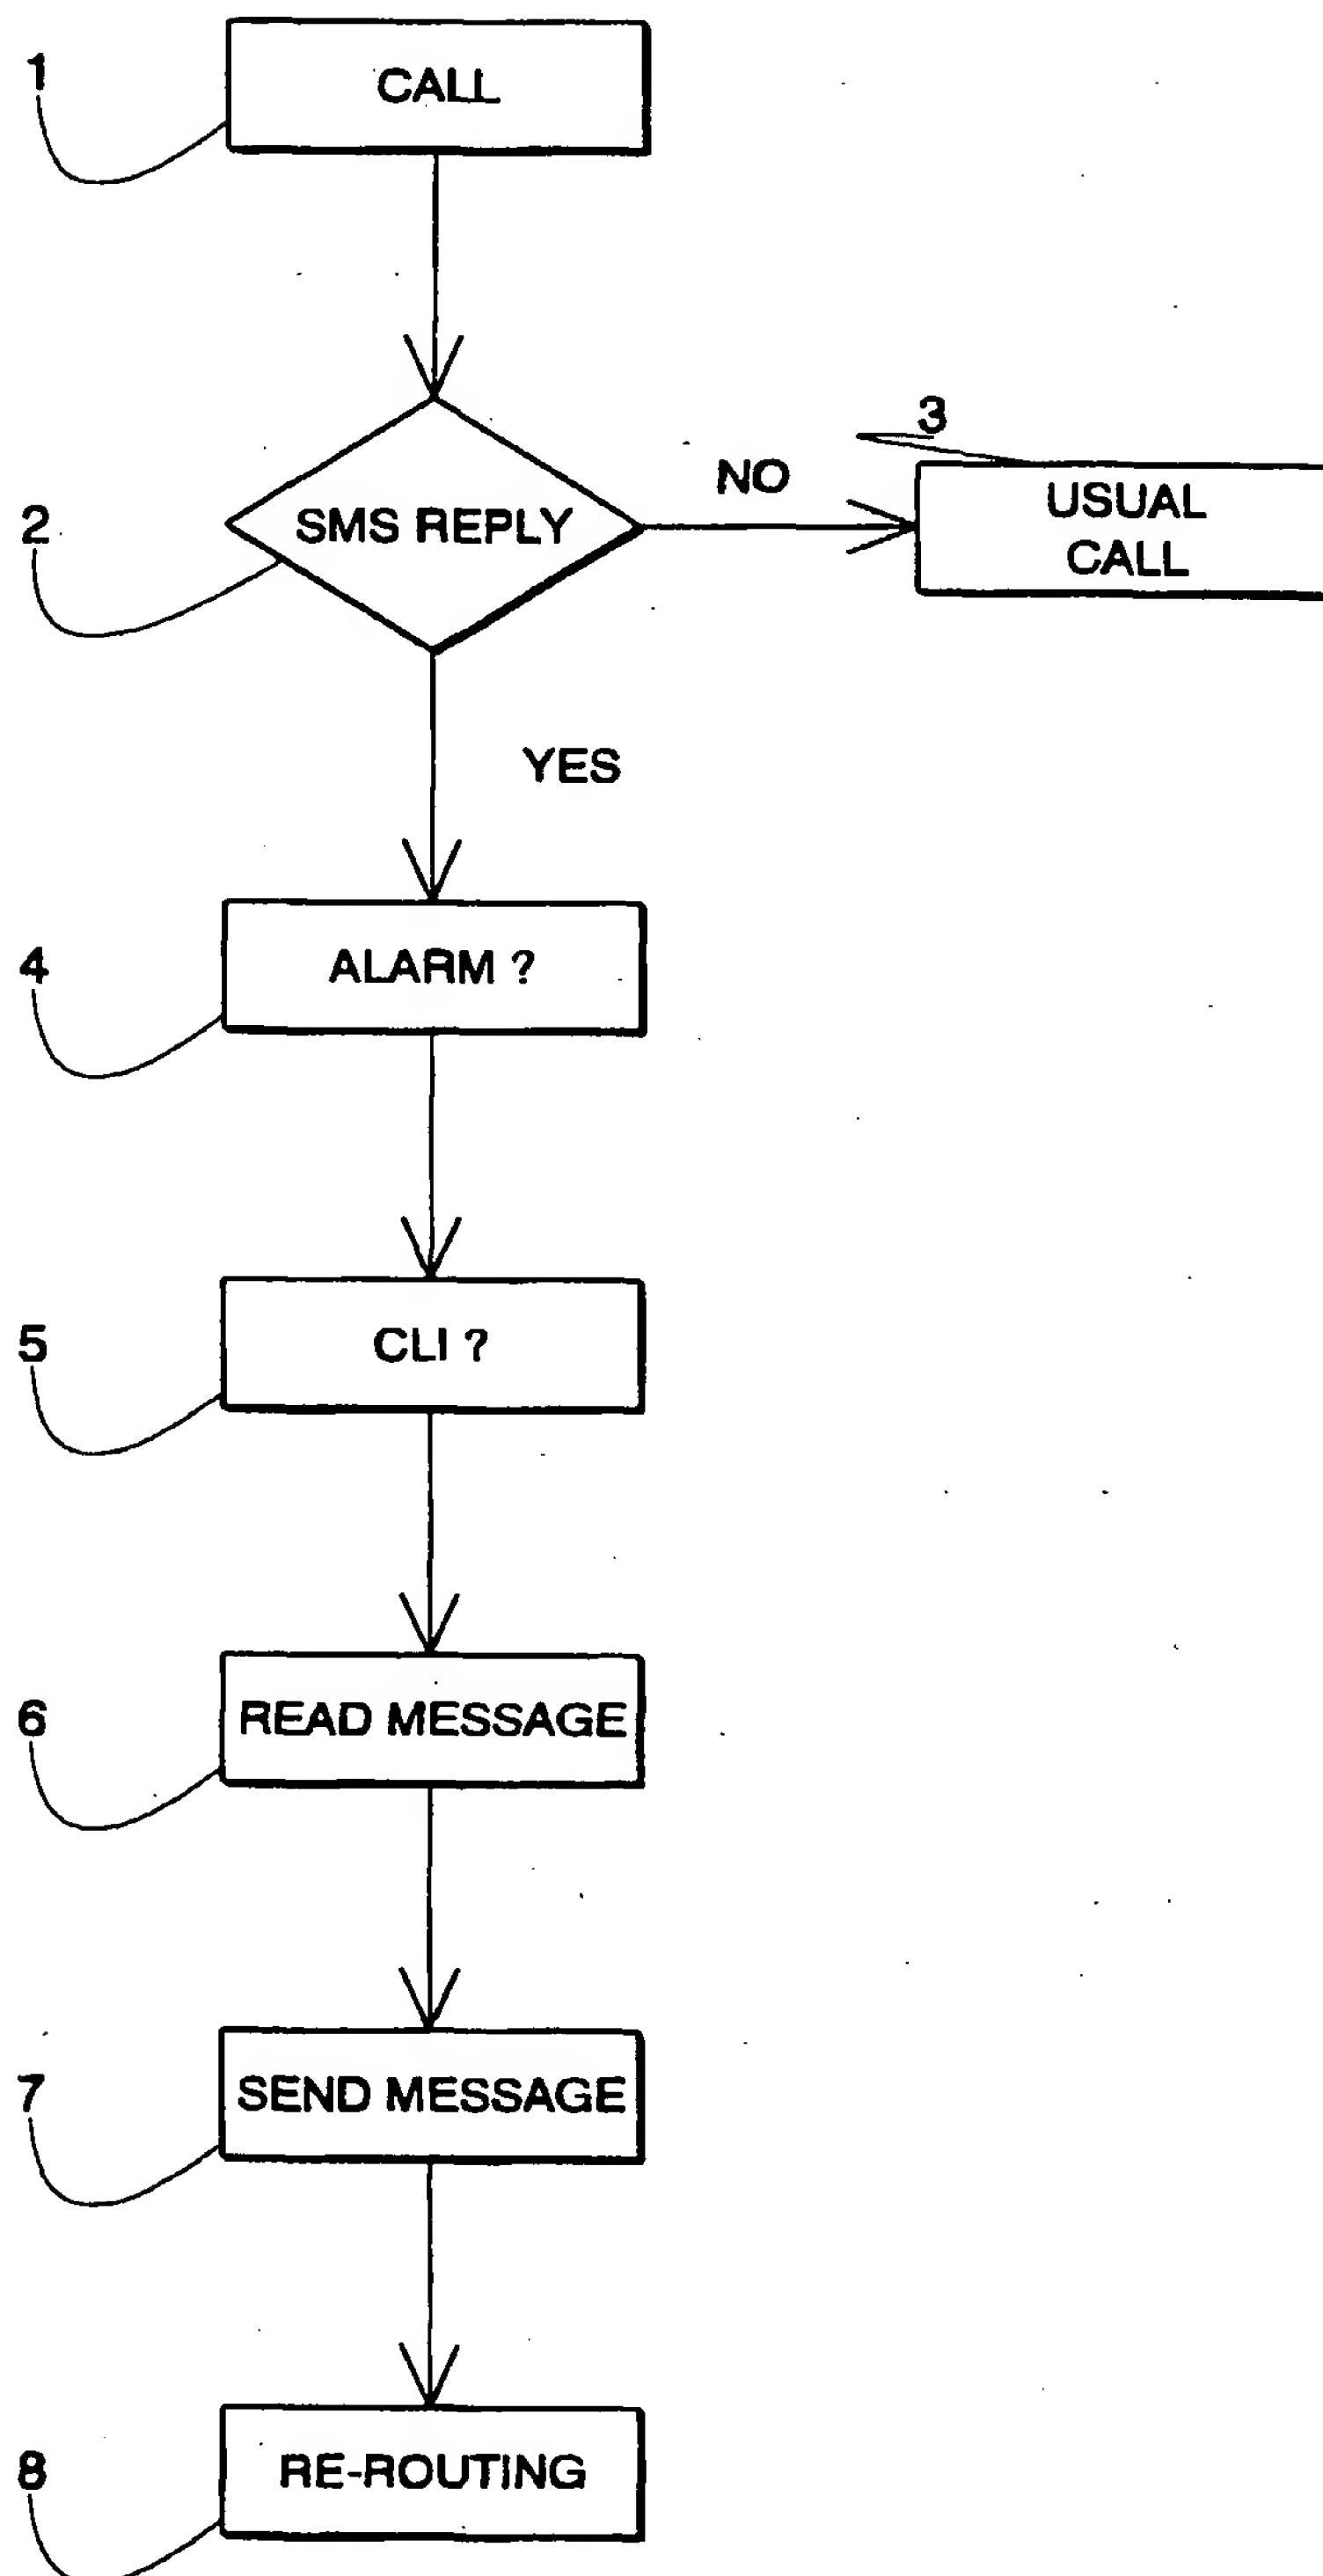 1
CALL
2
SMS REPLY
NO
3
USUAL
CALL
YES
4
ALARM ?
5
CLI ?
6
READ MESSAGE
7
SEND MESSAGE
8
RE-ROUTING